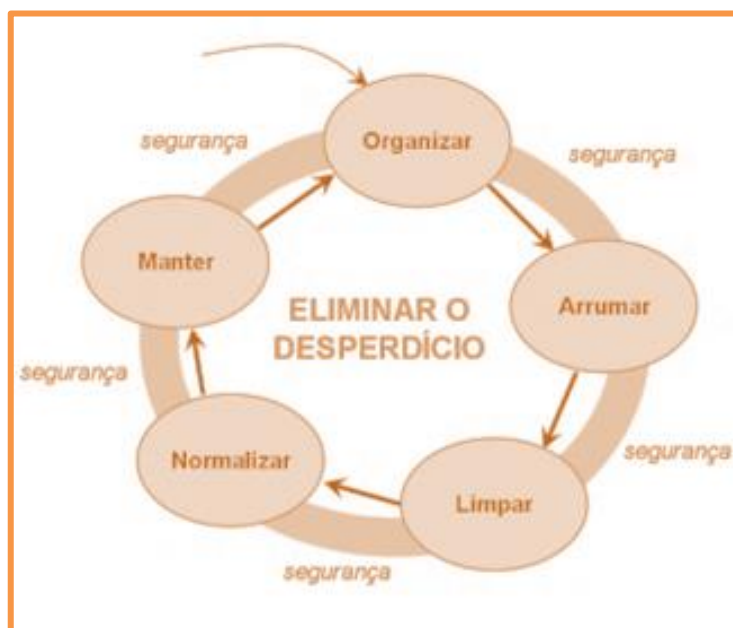 Organizar
segurança
segurança
Manter
Arrumar
ELIMINAR O
DESPERDÍCIO
segurança
segurança
Normalizar
Limpar
segurança